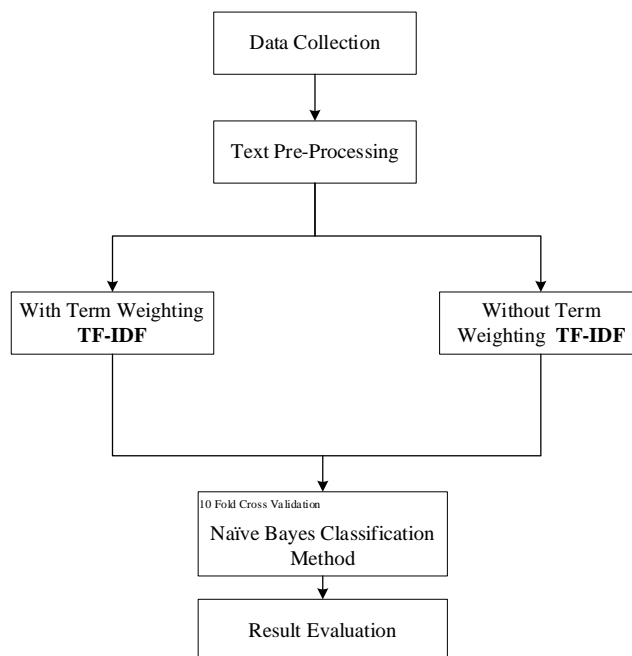 Data Collection
Text Pre-Processing
With Term Weighting
TF-IDF
Without Term
Weighting TF-IDF
10 Fold Cross Validation
Naïve Bayes Classification
Method
Result Evaluation